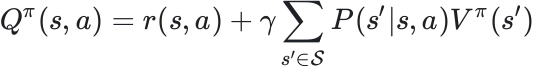 Q^π(s, a) = r(s, a) + γ ∑_{s′∈𝒮} P(s′|s, a)V^π(s′)